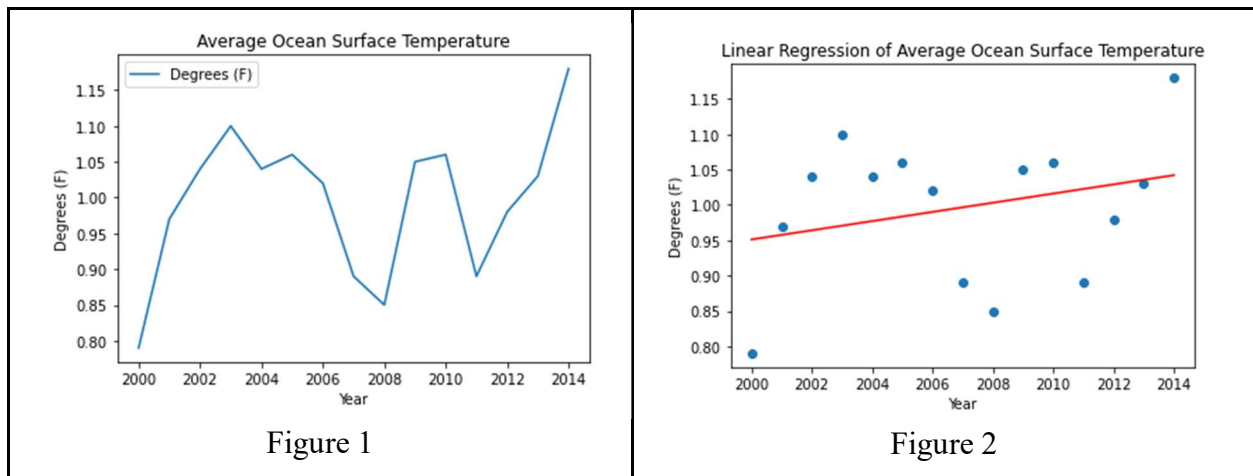 Average Ocean Surface Temperature
Degrees (F)
Degrees (F)
1.15
1.10
1.05
1.00
0.95
0.90
0.85
0.80
2000 2002 2004 2006 2008 2010 2012 2014
Year
Figure 1
Linear Regression of Average Ocean Surface Temperature
Degrees (F)
1.15
1.10
1.05
1.00
0.95
0.90
0.85
0.80
2000 2002 2004 2006 2008 2010 2012 2014
Year
Figure 2